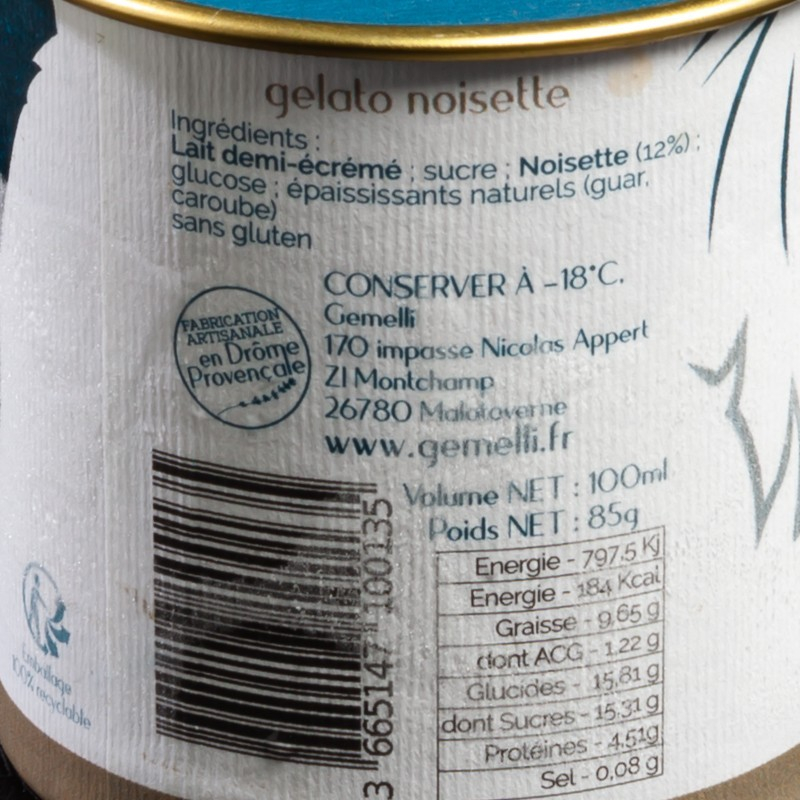 gelato noisette
Ingrédients :
Lait demi-écrémé ; sucre ; Noisette (12%) ;
glucose ; épaississants naturels (guar,
caroube)
sans gluten
CONSERVER À -18°C.
Gemelli
170 impasse Nicolas Appert
ZI Montchamp
26780 Malataverne
www.gemelli.fr
FABRICATION
ARTISANALE
en Drôme
Provençale
Volume NET : 100ml
Poids NET : 85g
Energie - 797,5 Kj
Energie - 184 Kcal
Graisse - 9,65 g
dont ACG - 1,22 g
Glucides - 15,81 g
dont Sucres - 15,31 g
Protéines - 4,51g
Sel - 0,08 g
3 665147 100135
Emballage
100% recyclable